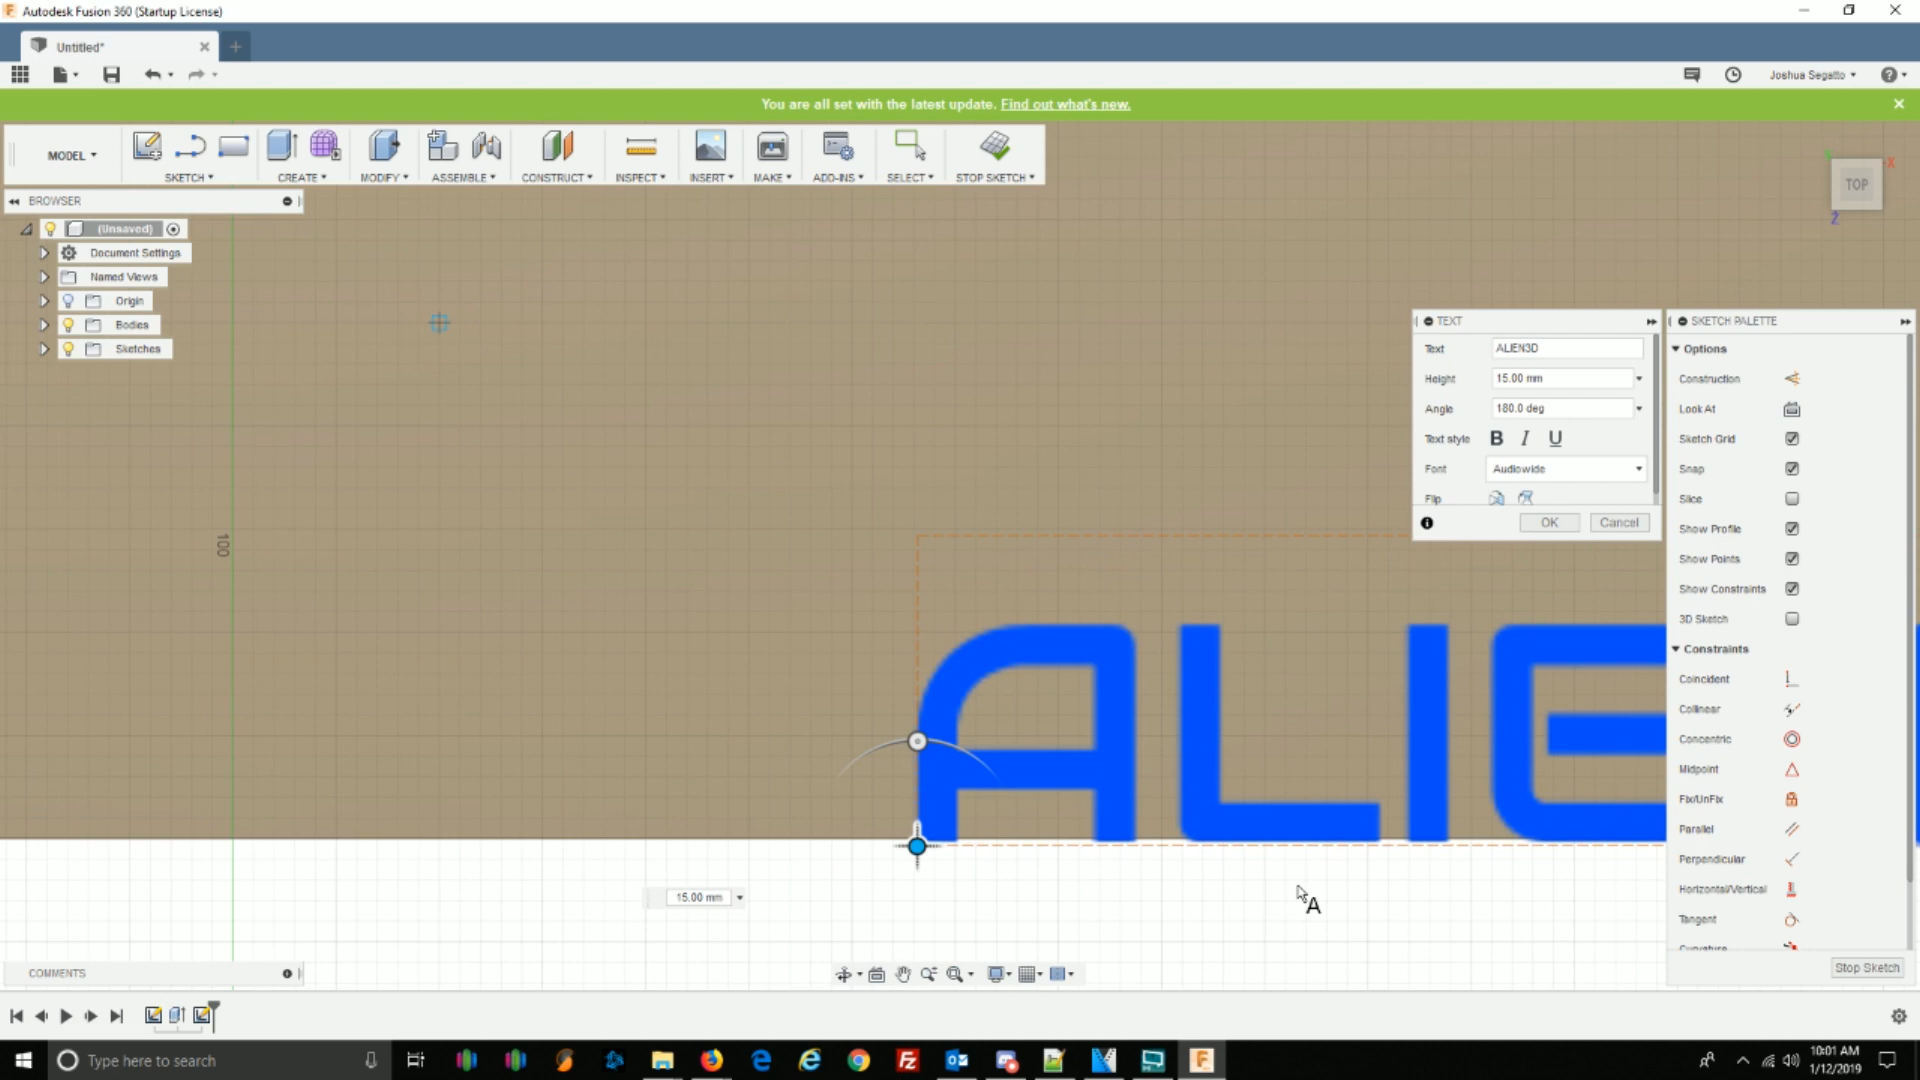 Autodesk Fusion 360 (Startup License)
Untitled*
Joshua Segatto
You are all set with the latest update. Find out what's new.
MODEL
SKETCH
CREATE
MODIFY
ASSEMBLE
CONSTRUCT
INSPECT
INSERT
MAKE
ADD-INS
SELECT
STOP SKETCH
X
TOP
Z
BROWSER
(Unsaved)
Document Settings
Named Views
Origin
Bodies
Sketches
TEXT
Text ALIEN3D
Height 15.00 mm
Angle 180.0 deg
Text style B I U
Font Audiowide
Flip
OK Cancel
SKETCH PALETTE
Options
Construction
Look At
Sketch Grid
Snap
Slice
Show Profile
Show Points
Show Constraints
3D Sketch
Constraints
Coincident
Collinear
Concentric
Midpoint
Fix/UnFix
Parallel
Perpendicular
Horizontal/Vertical
Tangent
Curvature
Stop Sketch
100
ALIE
15.00 mm
A
COMMENTS
Type here to search
10:01 AM
1/12/2019